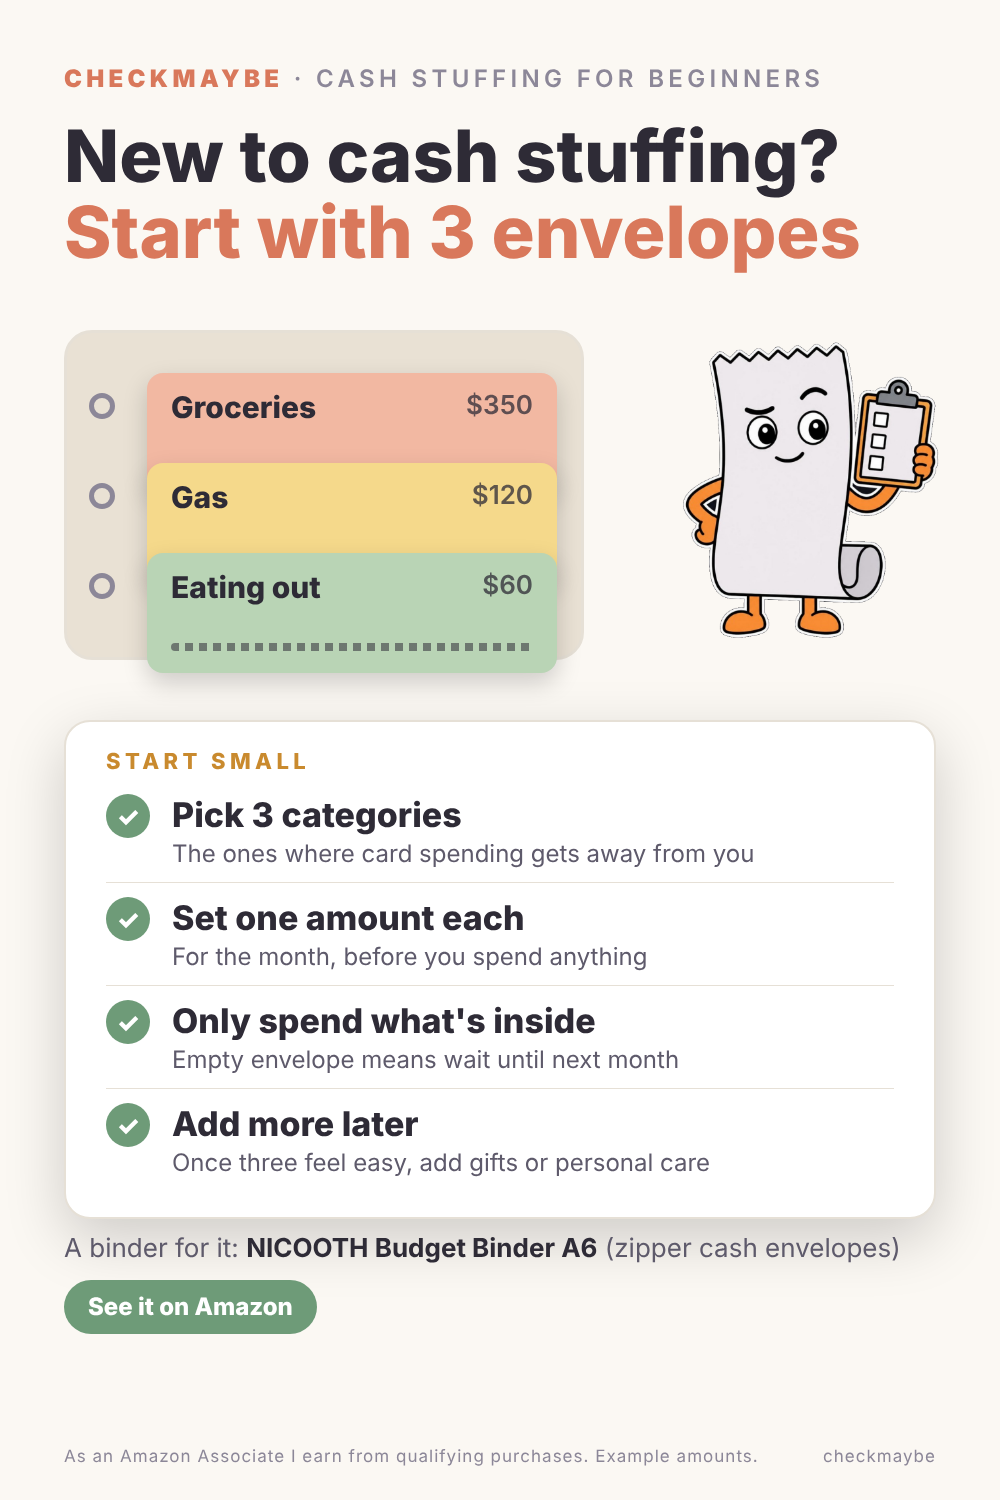 CHECKMAYBE · CASH STUFFING FOR BEGINNERS
New to cash stuffing?
Start with 3 envelopes
Groceries $350
Gas $120
Eating out $60
START SMALL
Pick 3 categories
The ones where card spending gets away from you
Set one amount each
For the month, before you spend anything
Only spend what's inside
Empty envelope means wait until next month
Add more later
Once three feel easy, add gifts or personal care
A binder for it: NICOOTH Budget Binder A6 (zipper cash envelopes)
See it on Amazon
As an Amazon Associate I earn from qualifying purchases. Example amounts. checkmaybe